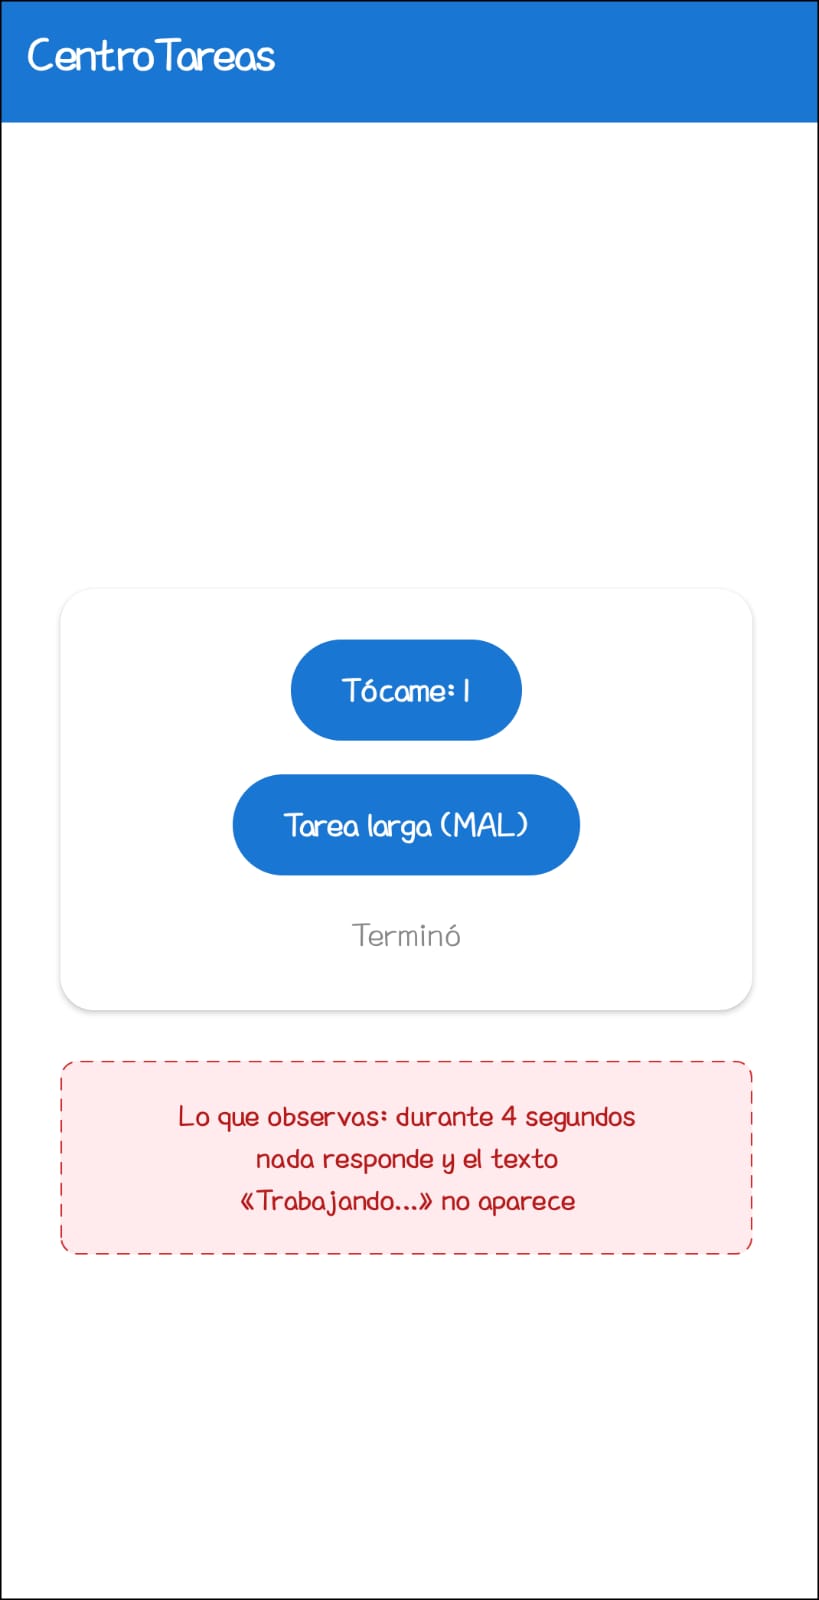 CentroTareas
Tócame: 1
Tarea larga (MAL)
Terminó
Lo que observas: durante 4 segundos
nada responde y el texto
«Trabajando...» no aparece